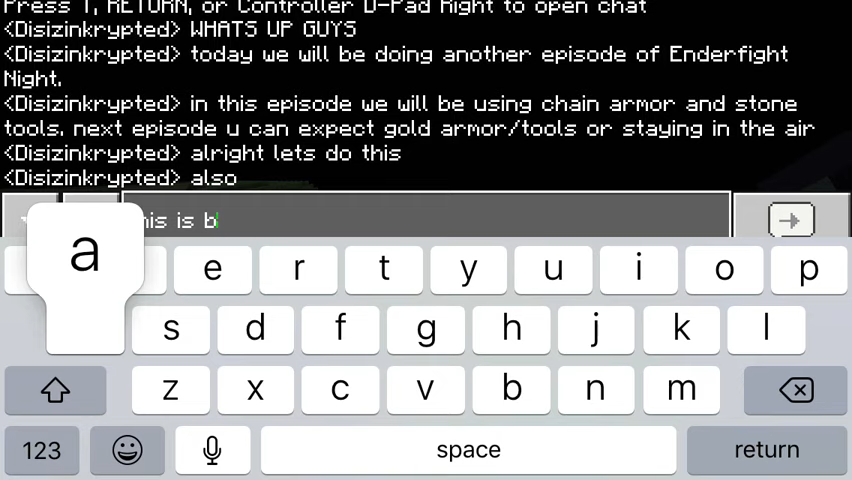 Press T, RETURN, or Controller D-Pad Right to open chat
<Disizinkrypted> WHATS UP GUYS
<Disizinkrypted> today we will be doing another episode of Enderfight
Night.
<Disizinkrypted> in this episode we will be using chain armor and stone
tools. next episode u can expect gold armor/tools or staying in the air
<Disizinkrypted> alright lets do this
<Disizinkrypted> also
his is b
a
e r t y u i o p
s d f g h j k l
z x c v b n m
123 space return